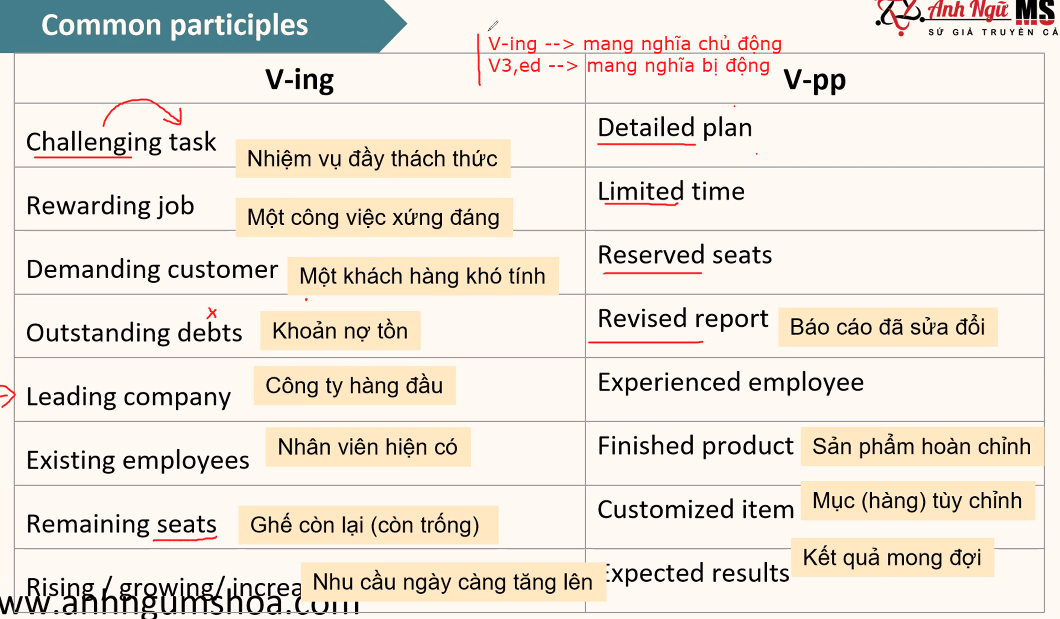 Common participles
Anh Ngữ MS
SỨ GIẢ TRUYỀN CẢ
V-ing --> mang nghĩa chủ động
V3,ed --> mang nghĩa bị động
V-ing
V-pp
Challenging task
Nhiệm vụ đầy thách thức
Detailed plan
Rewarding job
Một công việc xứng đáng
Limited time
Demanding customer
Một khách hàng khó tính
Reserved seats
Outstanding debts
Khoản nợ tồn
Revised report
Báo cáo đã sửa đổi
Leading company
Công ty hàng đầu
Experienced employee
Existing employees
Nhân viên hiện có
Finished product
Sản phẩm hoàn chỉnh
Remaining seats
Ghế còn lại (còn trống)
Customized item
Mục (hàng) tùy chỉnh
Rising / growing/ increa
Nhu cầu ngày càng tăng lên
Expected results
Kết quả mong đợi
ww.anhngumshoa.com